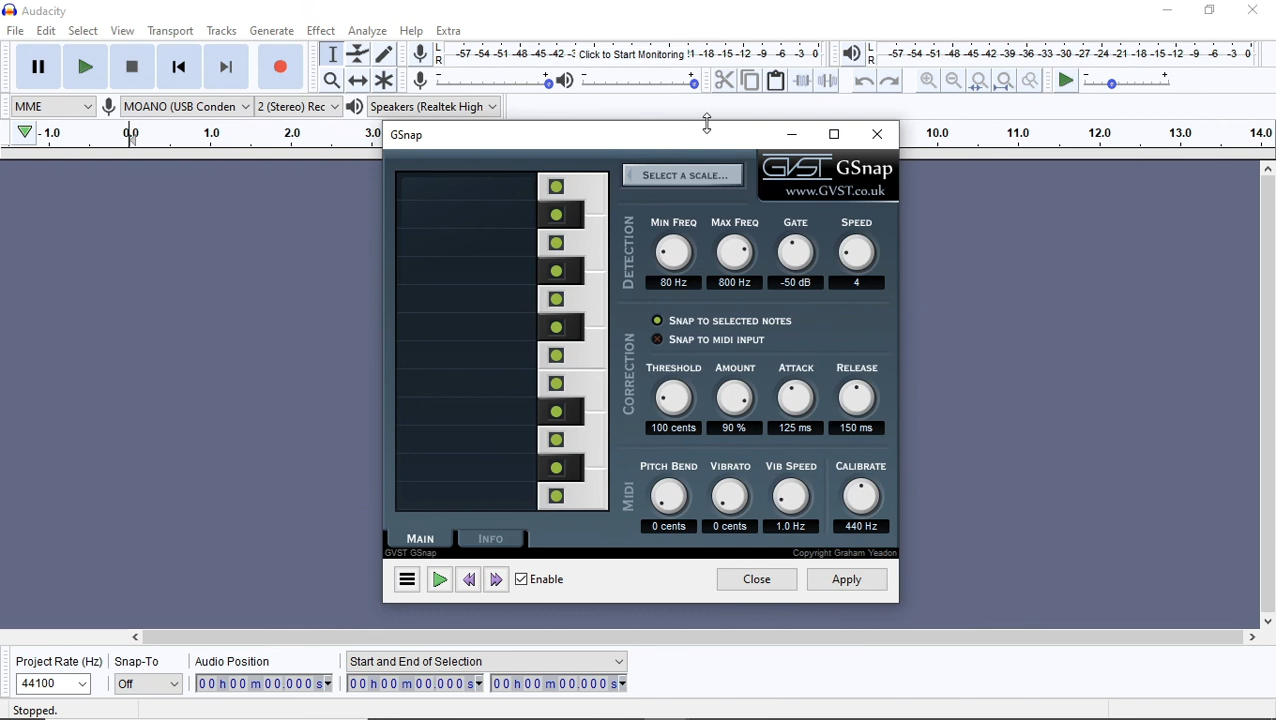 Audacity
File Edit Select View Transport Tracks Generate Effect Analyze Help Extra
L R -57 -54 -51 -48 -45 -42 - Click to Start Monitoring !1 -18 -15 -12 -9 -6 -3 0
L R -57 -54 -51 -48 -45 -42 -39 -36 -33 -30 -27 -24 -21 -18 -15 -12 -9 -6 -3 0
MME MOANO (USB Conden 2 (Stereo) Rec Speakers (Realtek High
-1.0 0.0 1.0 2.0 3.0 10.0 11.0 12.0 13.0 14.0
GSnap
SELECT A SCALE...
GVST GSnap
www.GVST.co.uk
DETECTION
MIN FREQ MAX FREQ GATE SPEED
80 Hz 800 Hz -50 dB 4
CORRECTION
SNAP TO SELECTED NOTES
SNAP TO MIDI INPUT
THRESHOLD AMOUNT ATTACK RELEASE
100 cents 90 % 125 ms 150 ms
MIDI
PITCH BEND VIBRATO VIB SPEED CALIBRATE
0 cents 0 cents 1.0 Hz 440 Hz
MAIN INFO
GVST GSnap Copyright Graham Yeadon
Enable Close Apply
Project Rate (Hz) Snap-To Audio Position Start and End of Selection
44100 Off 00 h 00 m 00.000 s 00 h 00 m 00.000 s 00 h 00 m 00.000 s
Stopped.